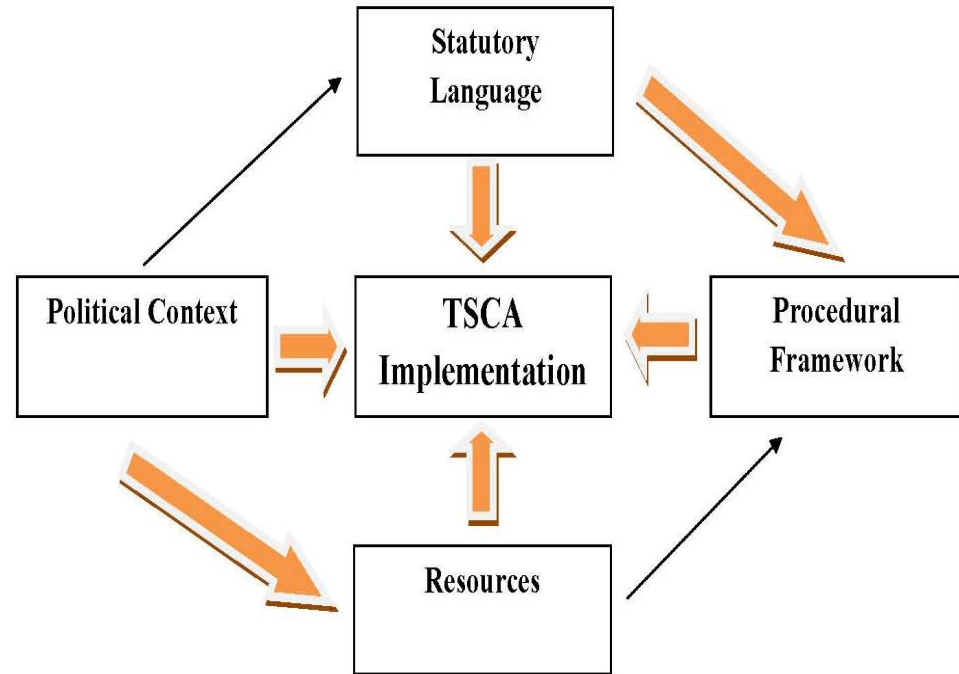 Statutory
Language
Political Context
TSCA
Implementation
Procedural
Framework
Resources